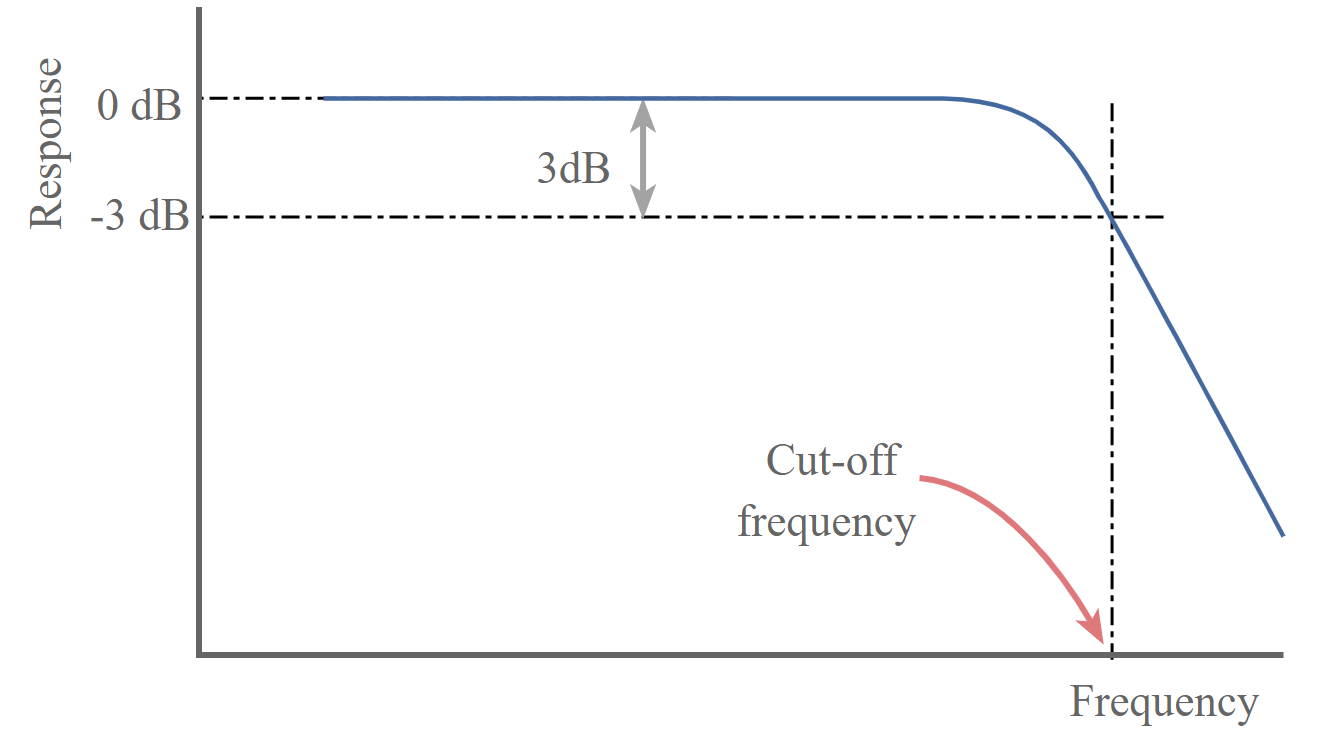 Response
0 dB
3dB
-3 dB
Cut-off
frequency
Frequency